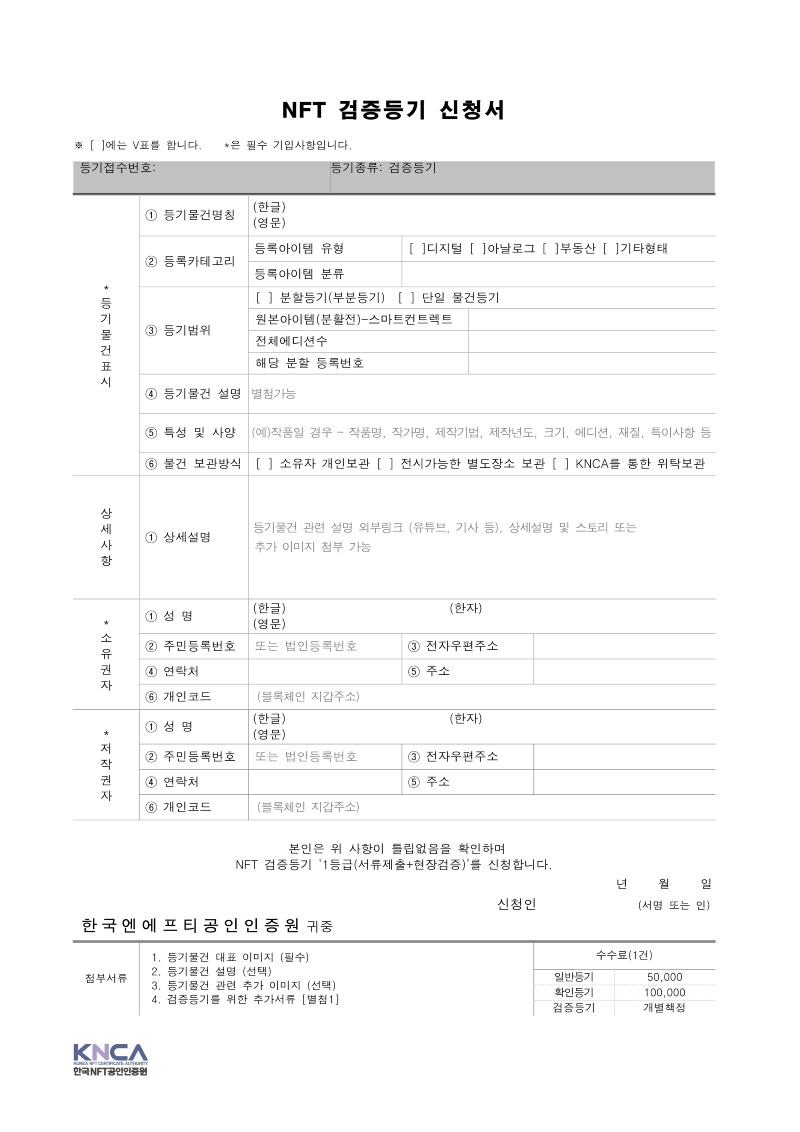 NFT 검증등기 신청서
※ [ ]에는 V표를 합니다. *은 필수 기입사항입니다.
등기접수번호: 등기종류: 검증등기
*등기물건표시
① 등기물건명칭 (한글)
(영문)
② 등록카테고리
등록아이템 유형 [ ]디지털 [ ]아날로그 [ ]부동산 [ ]기타형태
등록아이템 분류
③ 등기범위
[ ] 분할등기(부분등기) [ ] 단일 물건등기
원본아이템(분활전)-스마트컨트렉트
전체에디션수
해당 분할 등록번호
④ 등기물건 설명 별첨가능
⑤ 특성 및 사양 (예)작품일 경우 - 작품명, 작가명, 제작기법, 제작년도, 크기, 에디션, 재질, 특이사항 등
⑥ 물건 보관방식 [ ] 소유자 개인보관 [ ] 전시가능한 별도장소 보관 [ ] KNCA를 통한 위탁보관
상세사항
① 상세설명
등기물건 관련 설명 외부링크 (유튜브, 기사 등), 상세설명 및 스토리 또는
추가 이미지 첨부 가능
*소유권자
① 성 명 (한글) (한자)
(영문)
② 주민등록번호 또는 법인등록번호 ③ 전자우편주소
④ 연락처 ⑤ 주소
⑥ 개인코드 (블록체인 지갑주소)
*저작권자
① 성 명 (한글) (한자)
(영문)
② 주민등록번호 또는 법인등록번호 ③ 전자우편주소
④ 연락처 ⑤ 주소
⑥ 개인코드 (블록체인 지갑주소)
본인은 위 사항이 틀립없음을 확인하며
NFT 검증등기 '1등급(서류제출+현장검증)'를 신청합니다.
년 월 일
신청인 (서명 또는 인)
한국엔에프티공인인증원 귀중
첨부서류
1. 등기물건 대표 이미지 (필수)
2. 등기물건 설명 (선택)
3. 등기물건 관련 추가 이미지 (선택)
4. 검증등기를 위한 추가서류 [별첨1]
수수료(1건)
일반등기 50,000
확인등기 100,000
검증등기 개별책정
KNCA
KOREA NFT CERTIFICATE AUTHORITY
한국NFT공인인증원